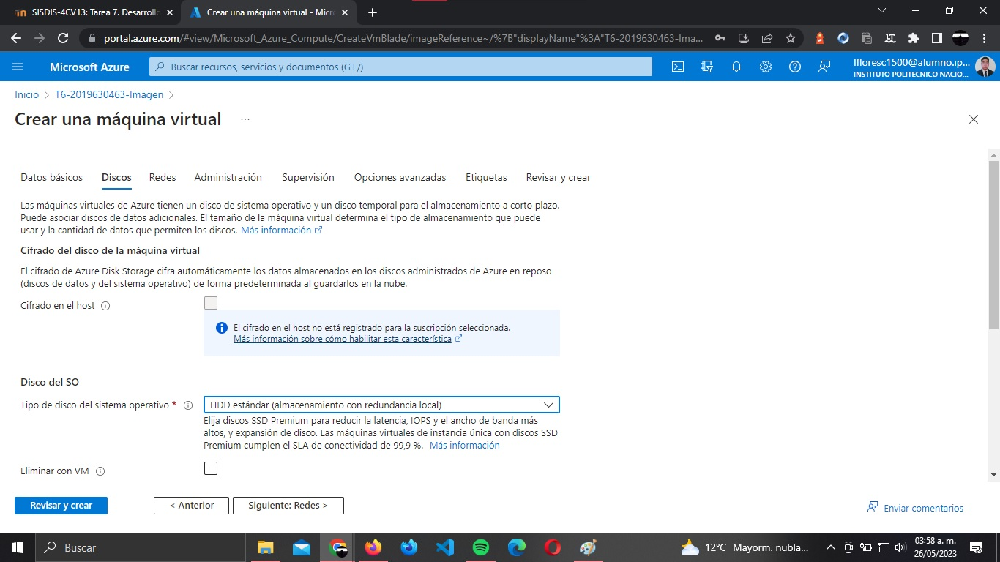 SISDIS-4CV13: Tarea 7. Desarrollo
Crear una máquina virtual - Micro
portal.azure.com/#view/Microsoft_Azure_Compute/CreateVmBlade/imageReference~/%7B"displayName"%3A"T6-2019630463-Ima...
Microsoft Azure
Buscar recursos, servicios y documentos (G+/)
lfloresc1500@alumno.ip...
INSTITUTO POLITECNICO NACIO...
Inicio > T6-2019630463-Imagen >
Crear una máquina virtual ...
Datos básicos Discos Redes Administración Supervisión Opciones avanzadas Etiquetas Revisar y crear
Las máquinas virtuales de Azure tienen un disco de sistema operativo y un disco temporal para el almacenamiento a corto plazo.
Puede asociar discos de datos adicionales. El tamaño de la máquina virtual determina el tipo de almacenamiento que puede
usar y la cantidad de datos que permiten los discos. Más información
Cifrado del disco de la máquina virtual
El cifrado de Azure Disk Storage cifra automáticamente los datos almacenados en los discos administrados de Azure en reposo
(discos de datos y del sistema operativo) de forma predeterminada al guardarlos en la nube.
Cifrado en el host
El cifrado en el host no está registrado para la suscripción seleccionada.
Más información sobre cómo habilitar esta característica
Disco del SO
Tipo de disco del sistema operativo * HDD estándar (almacenamiento con redundancia local)
Elija discos SSD Premium para reducir la latencia, IOPS y el ancho de banda más
altos, y expansión de disco. Las máquinas virtuales de instancia única con discos SSD
Premium cumplen el SLA de conectividad de 99,9 %. Más información
Eliminar con VM
Revisar y crear < Anterior Siguiente: Redes > Enviar comentarios
Buscar
12°C Mayorm. nubla...
03:58 a. m.
26/05/2023